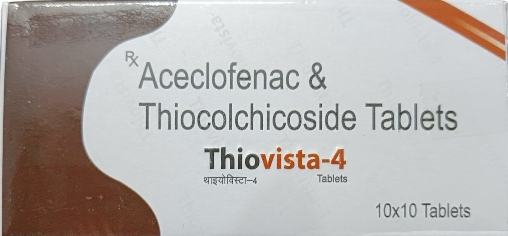 Rx Aceclofenac &
Thiocolchicoside Tablets
Thiovista-4
थाइयोविस्टा–4 Tablets
10x10 Tablets